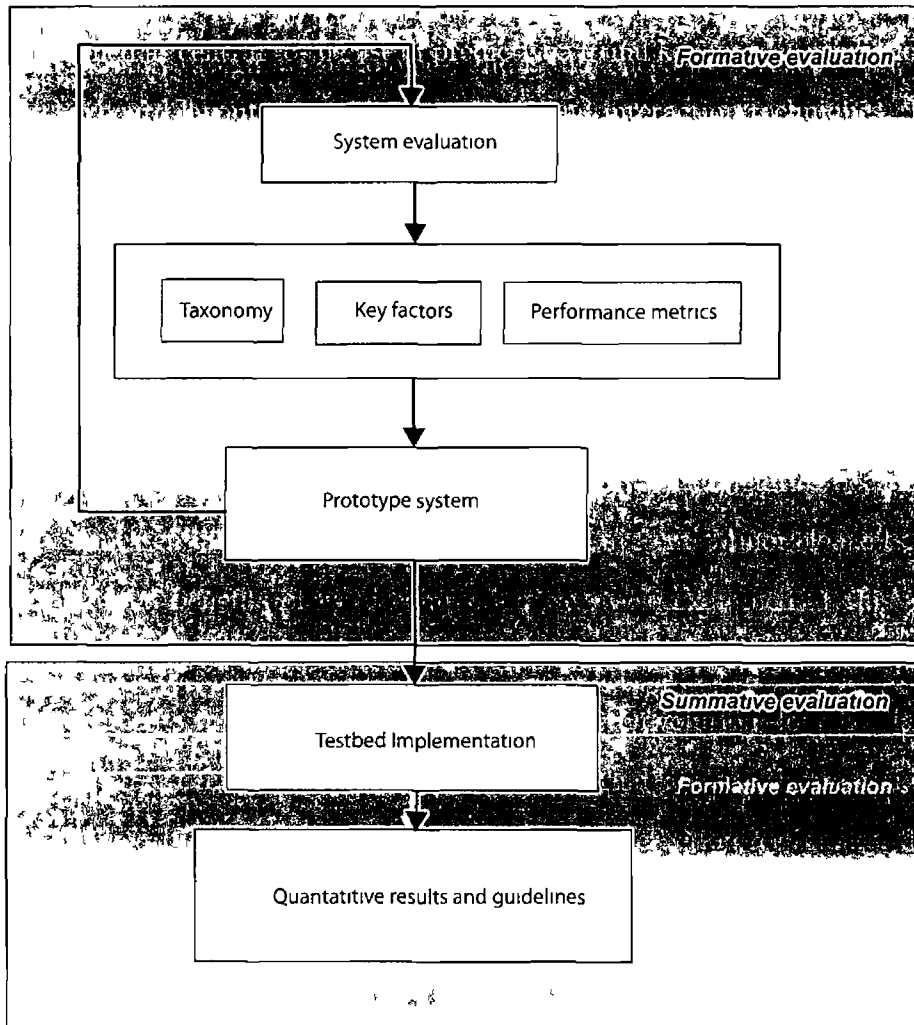 Formative evaluation
System evaluation
Taxonomy
Key factors
Performance metrics
Prototype system
Summative evaluation
Testbed Implementation
Formative evaluation
Quantatitive results and guidelines